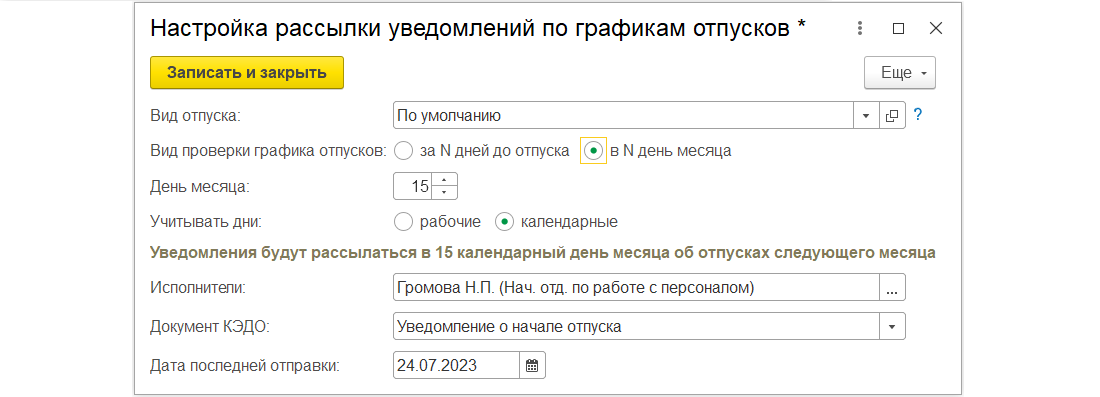 Настройка рассылки уведомлений по графикам отпусков *
Записать и закрыть
Еще
Вид отпуска: По умолчанию ?
Вид проверки графика отпусков: за N дней до отпуска в N день месяца
День месяца: 15
Учитывать дни: рабочие календарные
Уведомления будут рассылаться в 15 календарный день месяца об отпусках следующего месяца
Исполнители: Громова Н.П. (Нач. отд. по работе с персоналом) ...
Документ КЭДО: Уведомление о начале отпуска
Дата последней отправки: 24.07.2023